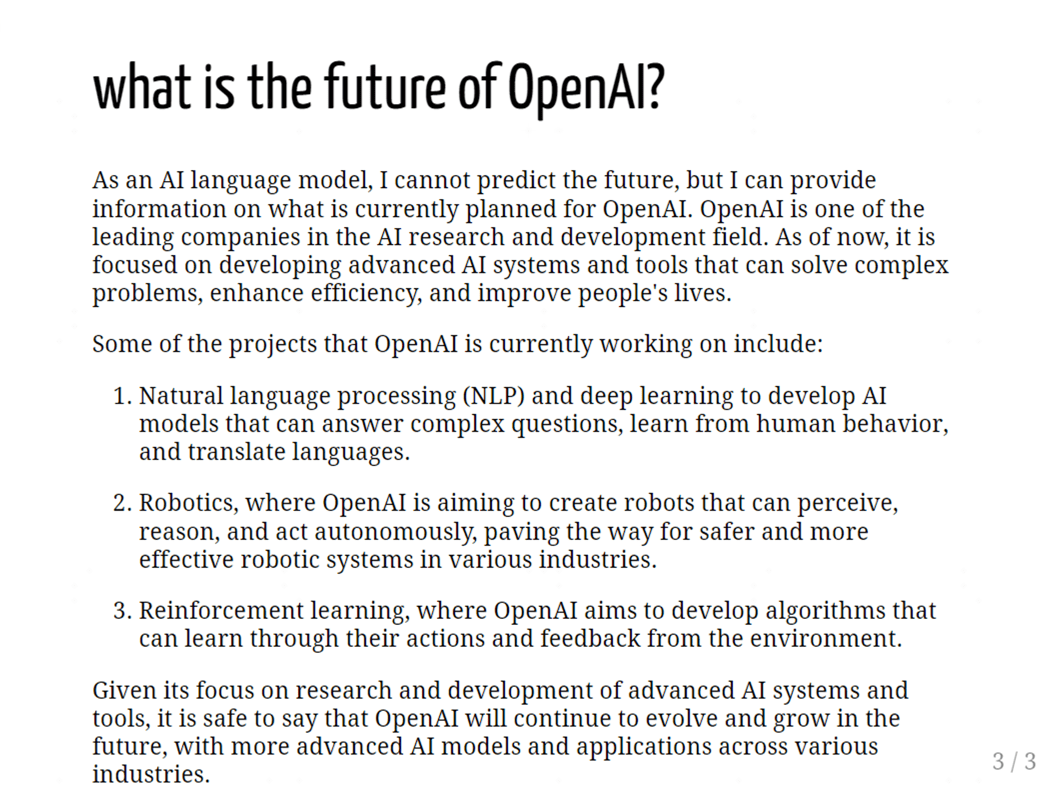 what is the future of OpenAI?
As an AI language model, I cannot predict the future, but I can provide
information on what is currently planned for OpenAI. OpenAI is one of the
leading companies in the AI research and development field. As of now, it is
focused on developing advanced AI systems and tools that can solve complex
problems, enhance efficiency, and improve people's lives.
Some of the projects that OpenAI is currently working on include:
1. Natural language processing (NLP) and deep learning to develop AI
models that can answer complex questions, learn from human behavior,
and translate languages.
2. Robotics, where OpenAI is aiming to create robots that can perceive,
reason, and act autonomously, paving the way for safer and more
effective robotic systems in various industries.
3. Reinforcement learning, where OpenAI aims to develop algorithms that
can learn through their actions and feedback from the environment.
Given its focus on research and development of advanced AI systems and
tools, it is safe to say that OpenAI will continue to evolve and grow in the
future, with more advanced AI models and applications across various
industries.
3 / 3